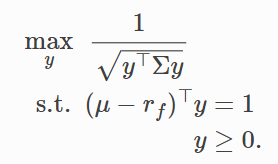 max_y 1/√(y⊤Σy)
s.t. (μ − r_f)⊤y = 1
y ≥ 0.